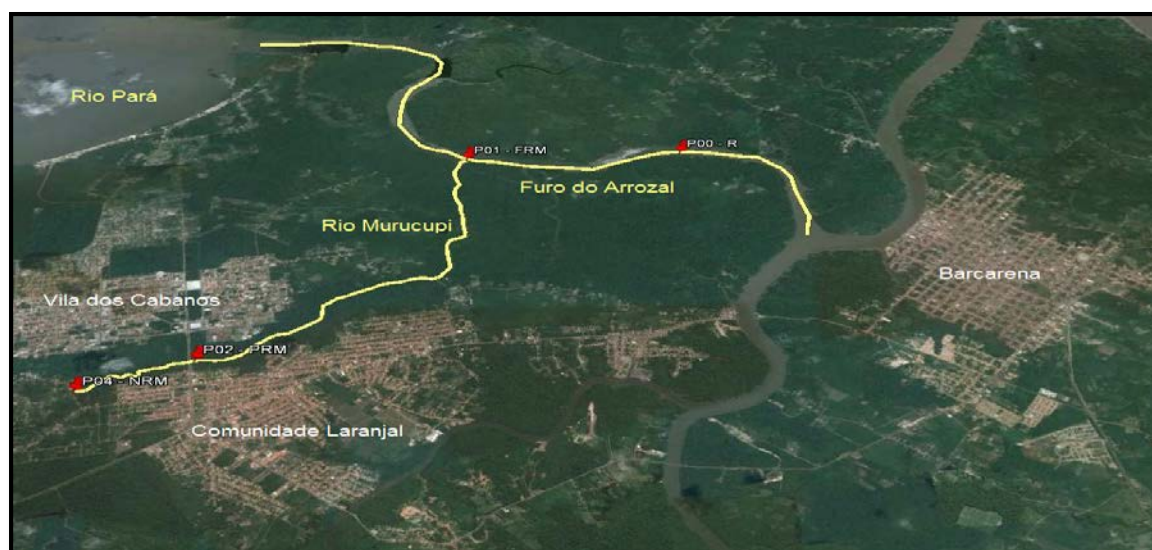 Rio Pará
P01 - FRM
P00 - R
Furo do Arrozal
Rio Murucupi
Barcarena
Vila dos Cabanos
P02 - PRM
P04 - NRM
Comunidade Laranjal